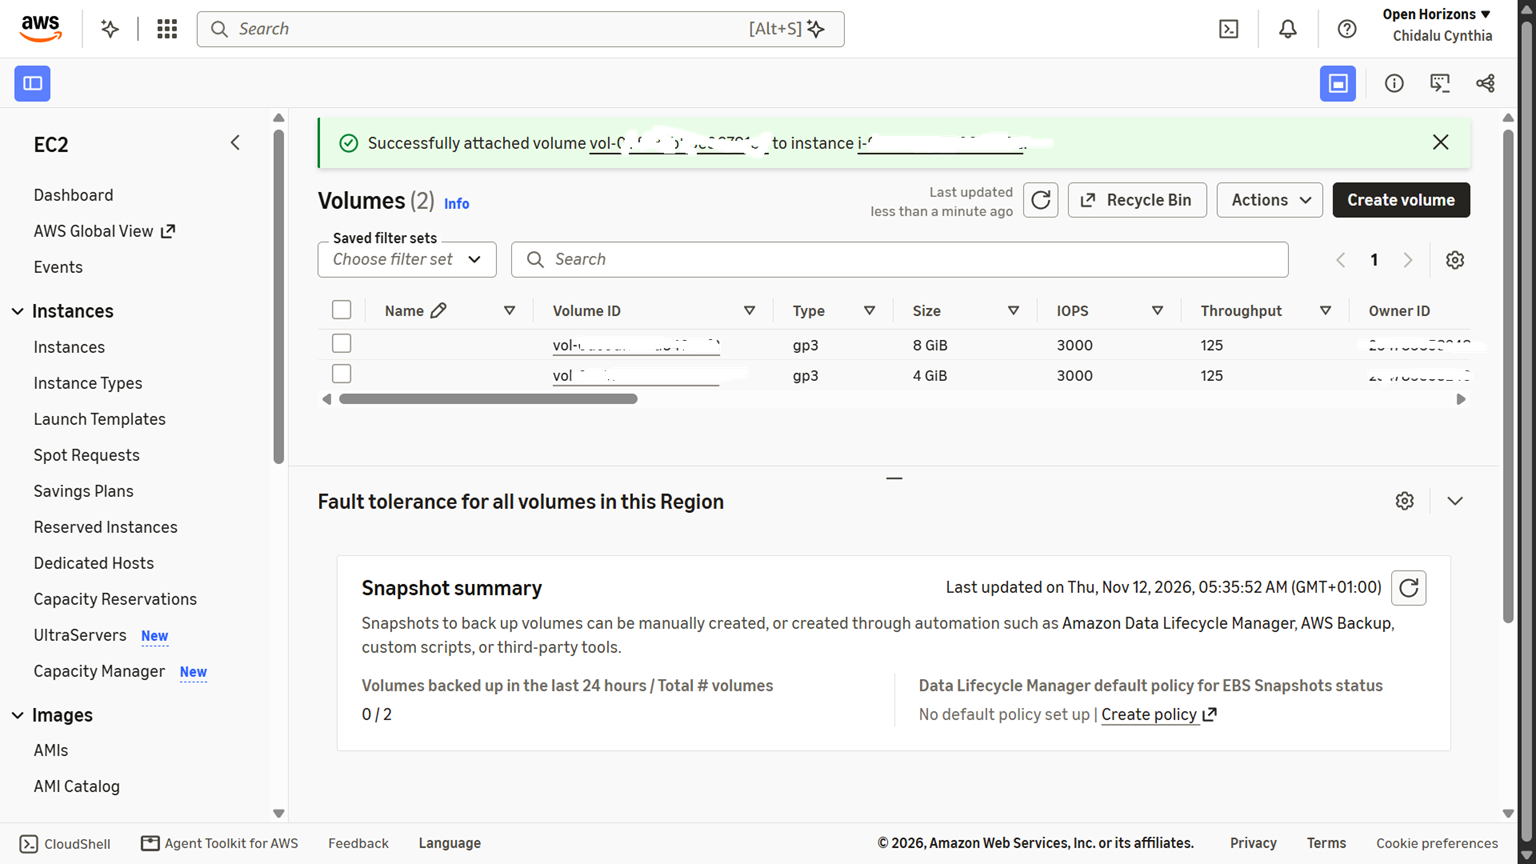 aws
Search
[Alt+S]
Open Horizons
Chidalu Cynthia
Successfully attached volume vol-0 to instance i-
EC2
Dashboard
AWS Global View
Events
Instances
Instances
Instance Types
Launch Templates
Spot Requests
Savings Plans
Reserved Instances
Dedicated Hosts
Capacity Reservations
UltraServers New
Capacity Manager New
Images
AMIs
AMI Catalog
Volumes (2) Info
Last updated
less than a minute ago
Recycle Bin
Actions
Create volume
Saved filter sets
Choose filter set
Search
1
Name Volume ID Type Size IOPS Throughput Owner ID
vol- gp3 8 GiB 3000 125
vol gp3 4 GiB 3000 125
Fault tolerance for all volumes in this Region
Snapshot summary
Last updated on Thu, Nov 12, 2026, 05:35:52 AM (GMT+01:00)
Snapshots to back up volumes can be manually created, or created through automation such as Amazon Data Lifecycle Manager, AWS Backup,
custom scripts, or third-party tools.
Volumes backed up in the last 24 hours / Total # volumes
0 / 2
Data Lifecycle Manager default policy for EBS Snapshots status
No default policy set up | Create policy
CloudShell
Agent Toolkit for AWS
Feedback
Language
© 2026, Amazon Web Services, Inc. or its affiliates.
Privacy
Terms
Cookie preferences